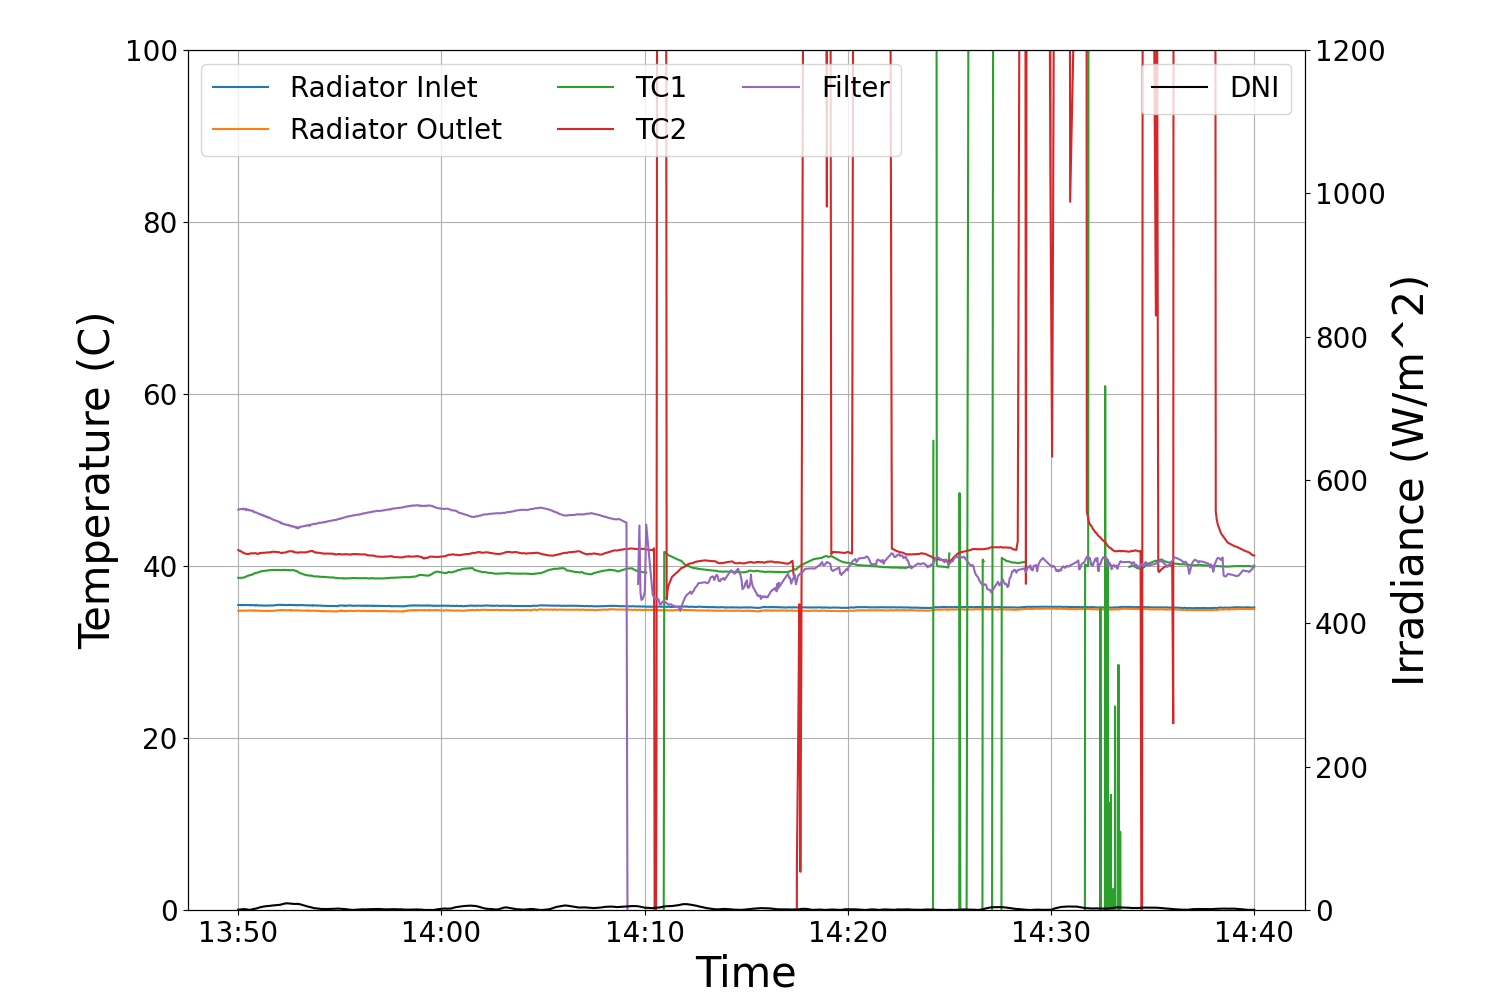 100
80
60
40
20
0
Temperature (C)
Radiator Inlet
Radiator Outlet
TC1
TC2
Filter
DNI
1200
1000
800
600
400
200
0
Irradiance (W/m^2)
13:50
14:00
14:10
14:20
14:30
14:40
Time